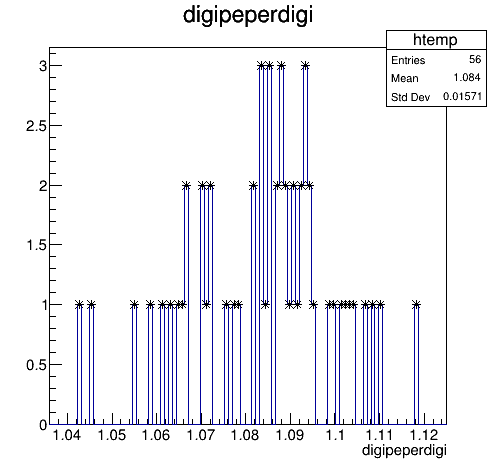 digipeperdigi
htemp
Entries 56
Mean 1.084
Std Dev 0.01571
3
2.5
2
1.5
1
0.5
0
1.04 1.05 1.06 1.07 1.08 1.09 1.1 1.11 1.12
digipeperdigi